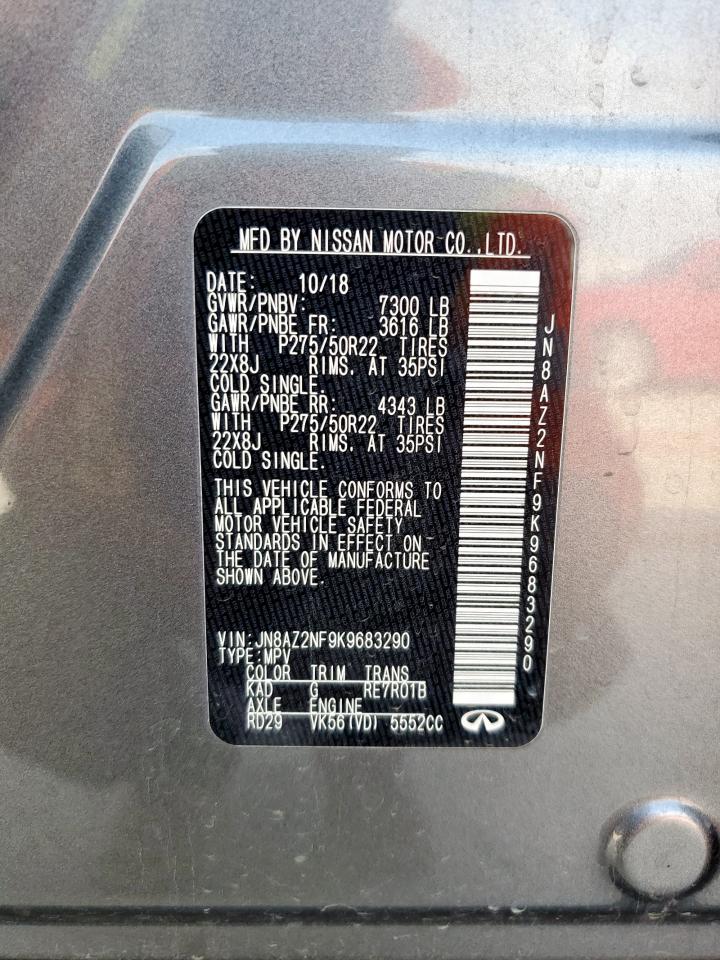 MFD BY NISSAN MOTOR CO.,LTD.
DATE: 10/18
GVWR/PNBV: 7300 LB
GAWR/PNBE FR: 3616 LB
WITH P275/50R22 TIRES
22X8J RIMS. AT 35PSI
COLD SINGLE.
GAWR/PNBE RR: 4343 LB
WITH P275/50R22 TIRES
22X8J RIMS. AT 35PSI
COLD SINGLE.
THIS VEHICLE CONFORMS TO
ALL APPLICABLE FEDERAL
MOTOR VEHICLE SAFETY
STANDARDS IN EFFECT ON
THE DATE OF MANUFACTURE
SHOWN ABOVE.
VIN:JN8AZ2NF9K9683290
TYPE:MPV
COLOR TRIM TRANS
KAD G RE7R01B
AXLE ENGINE
RD29 VK56(VD) 5552CC
JN8AZ2NF9K9683290